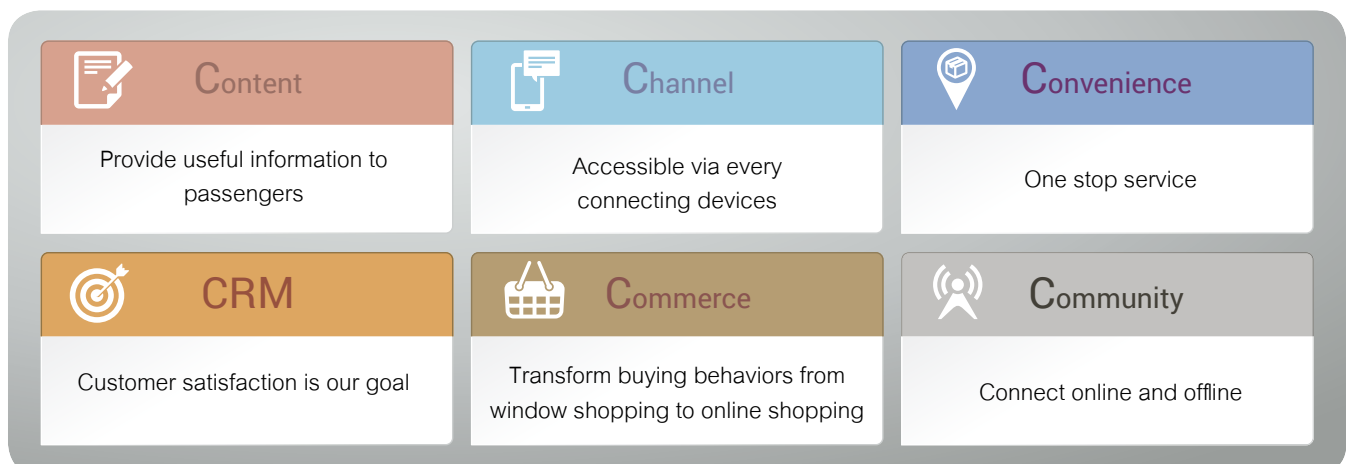 Content
Provide useful information to
passengers
Channel
Accessible via every
connecting devices
Convenience
One stop service
CRM
Customer satisfaction is our goal
Commerce
Transform buying behaviors from
window shopping to online shopping
Community
Connect online and offline